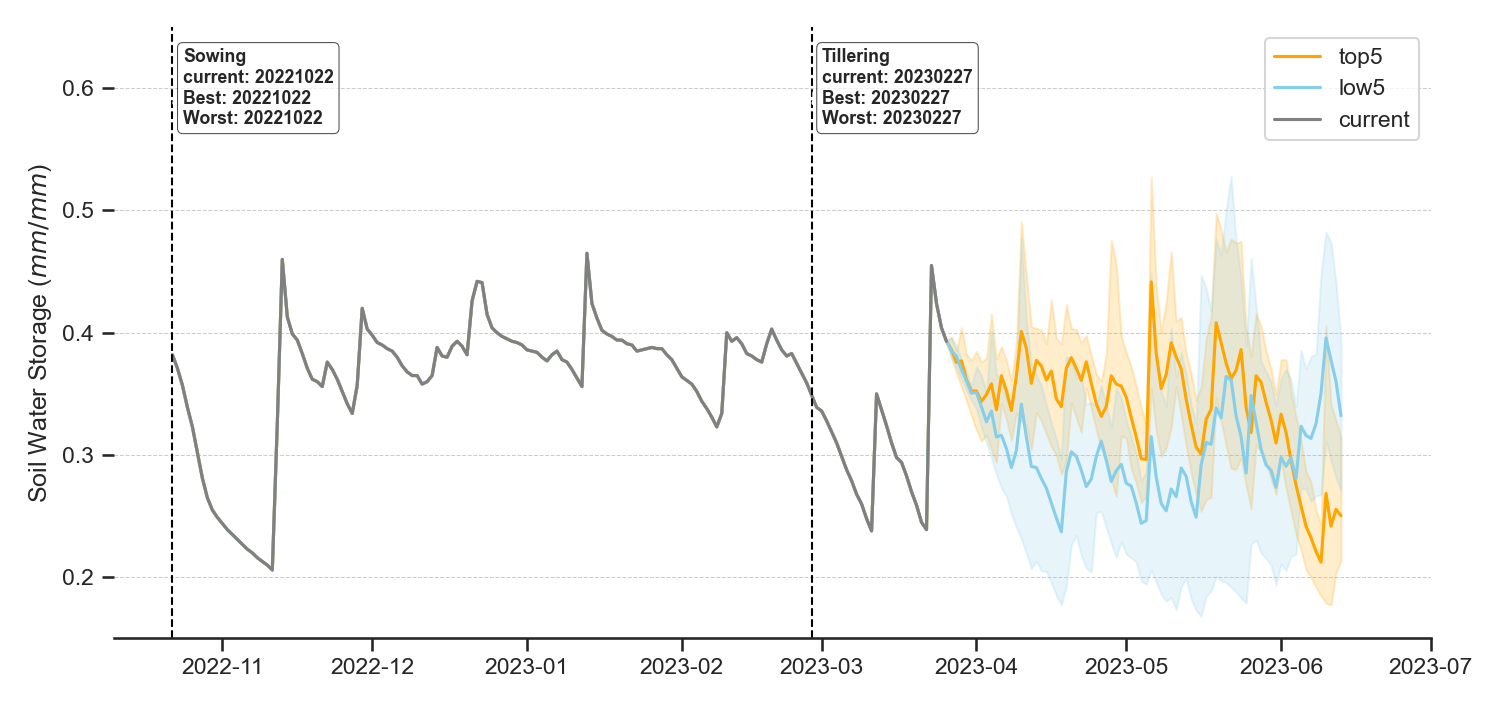 Sowing
current: 20221022
Best: 20221022
Worst: 20221022
Tillering
current: 20230227
Best: 20230227
Worst: 20230227
top5
low5
current
Soil Water Storage (mm/mm)
0.6
0.5
0.4
0.3
0.2
2022-11
2022-12
2023-01
2023-02
2023-03
2023-04
2023-05
2023-06
2023-07